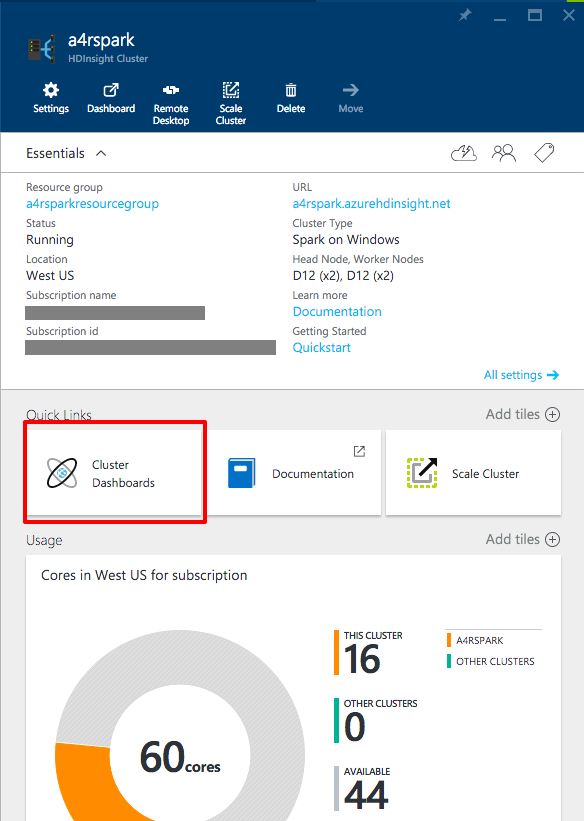 a4rspark
HDInsight Cluster
Settings
Dashboard
Remote
Desktop
Scale
Cluster
Delete
Move
Essentials
Resource group
a4rsparkresourcegroup
Status
Running
Location
West US
Subscription name
Subscription id
URL
a4rspark.azurehdinsight.net
Cluster Type
Spark on Windows
Head Node, Worker Nodes
D12 (x2), D12 (x2)
Learn more
Documentation
Getting Started
Quickstart
All settings
Quick Links
Add tiles
Cluster
Dashboards
Documentation
Scale Cluster
Usage
Add tiles
Cores in West US for subscription
60cores
THIS CLUSTER
16
OTHER CLUSTERS
0
AVAILABLE
44
A4RSPARK
OTHER CLUSTERS